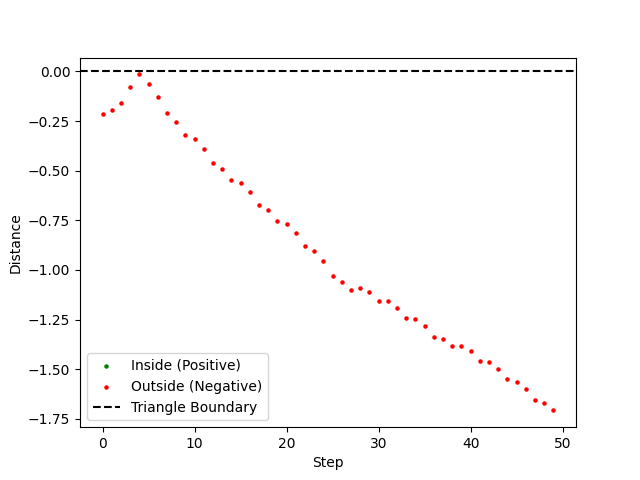 0.00
−0.25
−0.50
−0.75
−1.00
−1.25
−1.50
−1.75
Distance
Inside (Positive)
Outside (Negative)
Triangle Boundary
0 10 20 30 40 50
Step